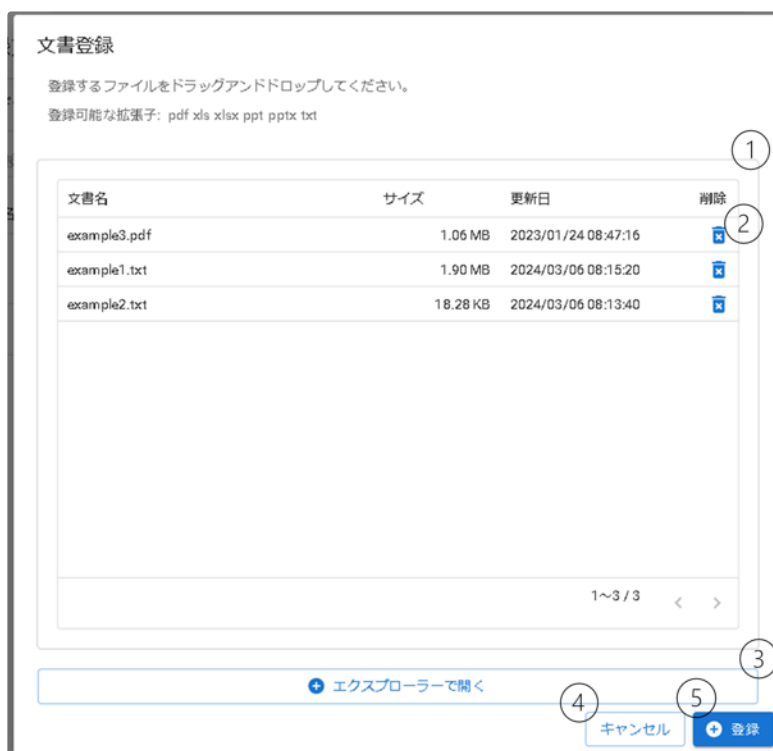 文書登録
登録するファイルをドラッグアンドドロップしてください。
登録可能な拡張子: pdf xls xlsx ppt pptx txt
①
文書名 サイズ 更新日 削除
②
example3.pdf 1.06 MB 2023/01/24 08:47:16
example1.txt 1.90 MB 2024/03/06 08:15:20
example2.txt 18.28 KB 2024/03/06 08:13:40
1~3 / 3
③
エクスプローラーで開く
④ ⑤
キャンセル 登録